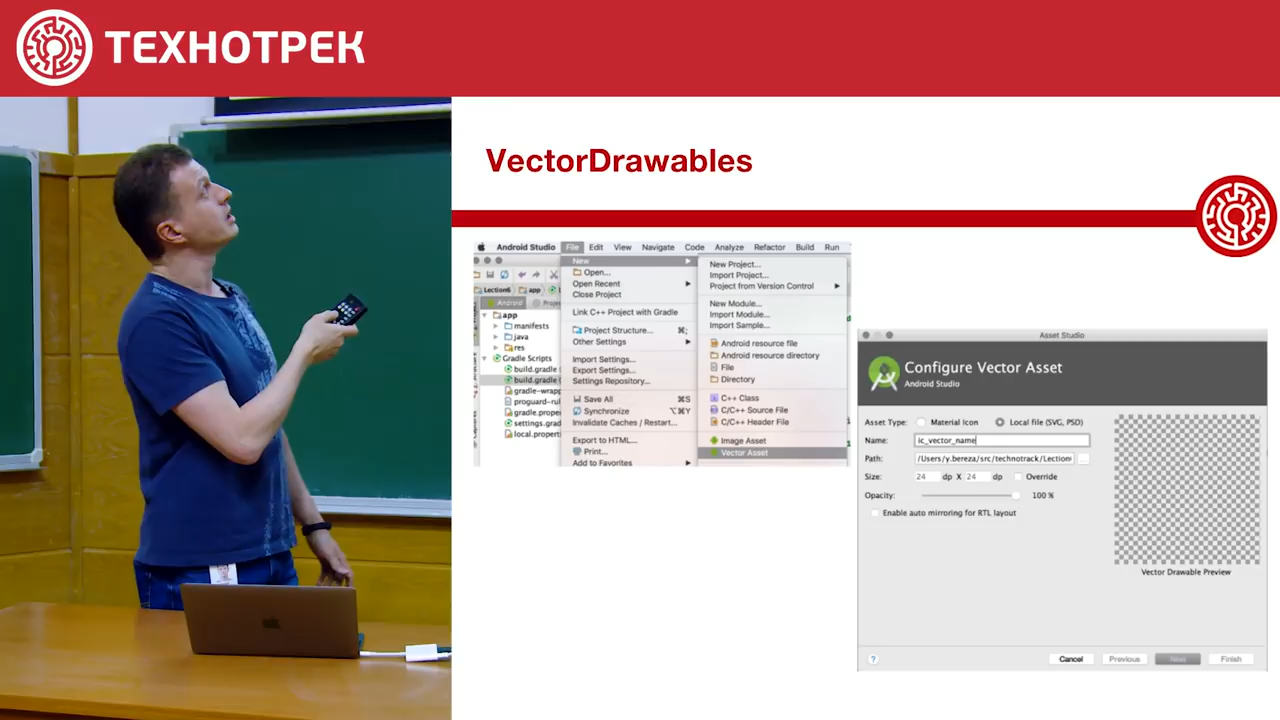 ТЕХНОТРЕК
VectorDrawables
Android Studio File Edit View Navigate Code Analyze Refactor Build Run
New
Open...
Open Recent
Close Project
Link C++ Project with Gradle
Project Structure... ⌘;
Other Settings
Import Settings...
Export Settings...
Settings Repository...
Save All ⌘S
Synchronize ⌥⌘Y
Invalidate Caches / Restart...
Export to HTML...
Print...
Add to Favorites
New Project...
Import Project...
Project from Version Control
New Module...
Import Module...
Import Sample...
Android resource file
Android resource directory
File
Directory
C++ Class
C/C++ Source File
C/C++ Header File
Image Asset
Vector Asset
Lection6 app
Android Proje
app
manifests
java
res
Gradle Scripts
build.gradle
build.gradle
gradle-wrapp
proguard-rul
gradle.prope
settings.grad
local.propert
Asset Studio
Configure Vector Asset
Android Studio
Asset Type: Material Icon Local file (SVG, PSD)
Name: ic_vector_name
Path: /Users/y.bereza/src/technotrack/Lection
Size: 24 dp X 24 dp Override
Opacity: 100 %
Enable auto mirroring for RTL layout
Vector Drawable Preview
? Cancel Previous Next Finish